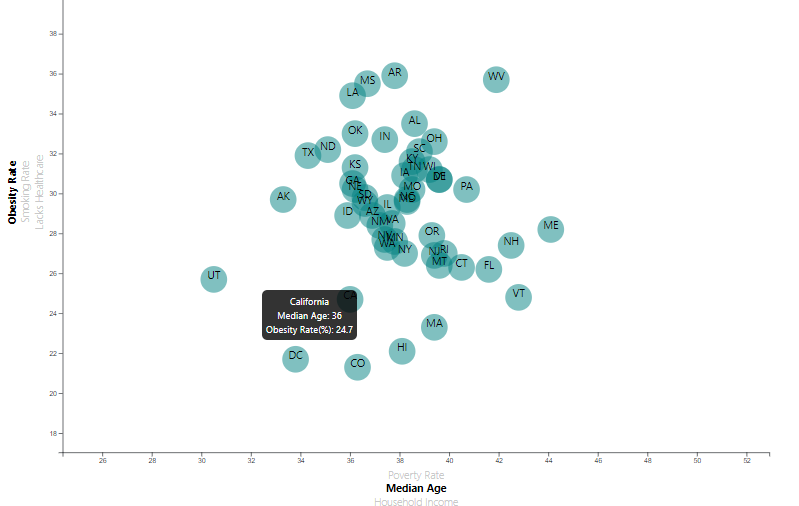 38
36
34
32
30
28
26
24
22
20
18
Obesity Rate
Smoking Rate
Lacks Healthcare
AR
MS
WV
LA
AL
OK
IN
OH
SC
ND
TX
KY
KS
TN
WI
IA
GA
NE
DE
MO
PA
SD
AK
WY
NC
IL
ID
AZ
VA
NM
ME
OR
NV
MN
WA
NH
NY
NJ
RI
MT
CT
FL
UT
CA
VT
California
Median Age: 36
Obesity Rate(%): 24.7
MA
HI
DC
CO
26
28
30
32
34
36
38
40
42
44
46
48
50
52
Poverty Rate
Median Age
Household Income